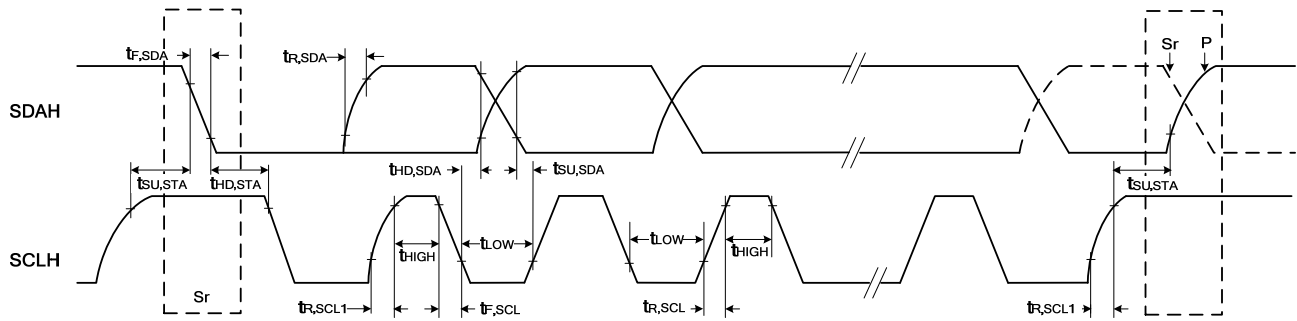 Sr P
tF,SDA tR,SDA
SDAH
tHD,SDA tSU,SDA
tSU,STA tHD,STA tSU,STA
tLOW tLOW
tHIGH tHIGH
SCLH
Sr tR,SCL1 tF,SCL tR,SCL tR,SCL1